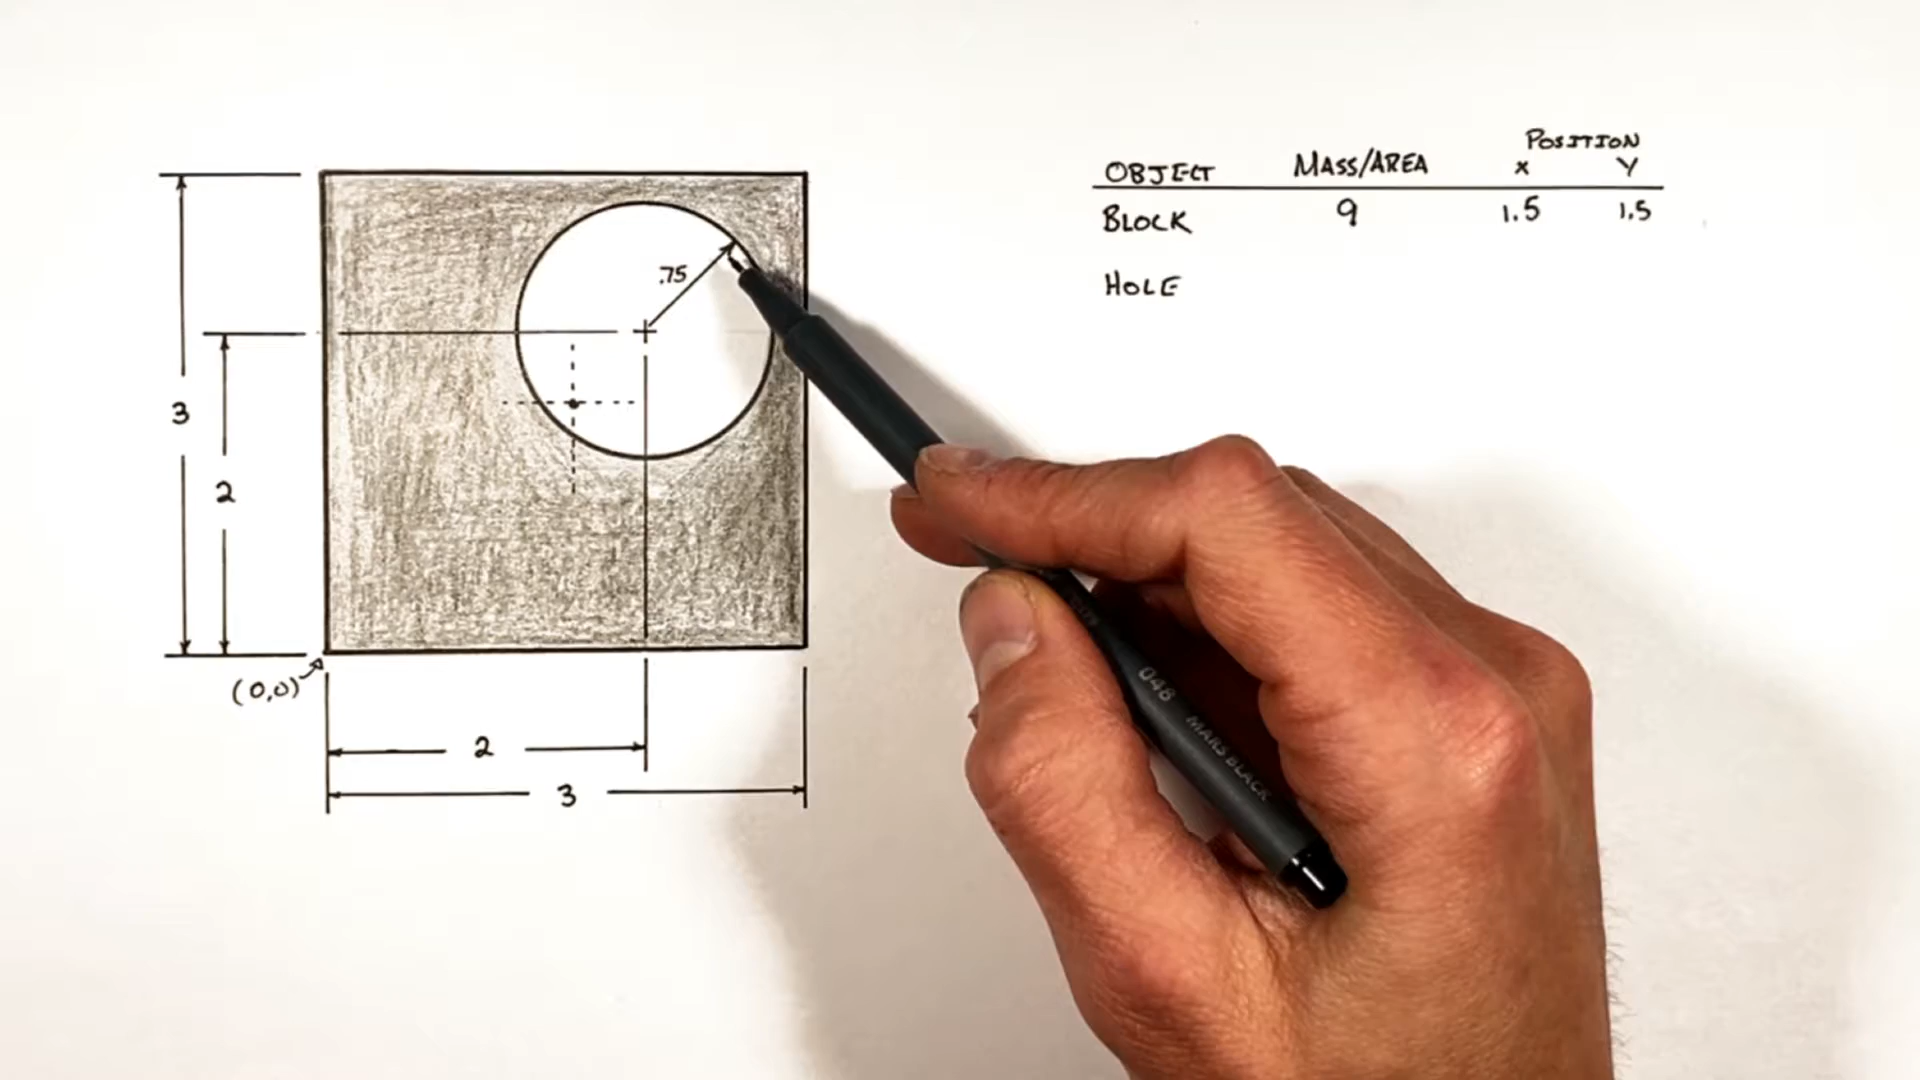 POSITION
OBJECT MASS/AREA X Y
BLOCK 9 1.5 1.5
HOLE
.75
3
2
(0,0)
2
3
048 MARS BLACK